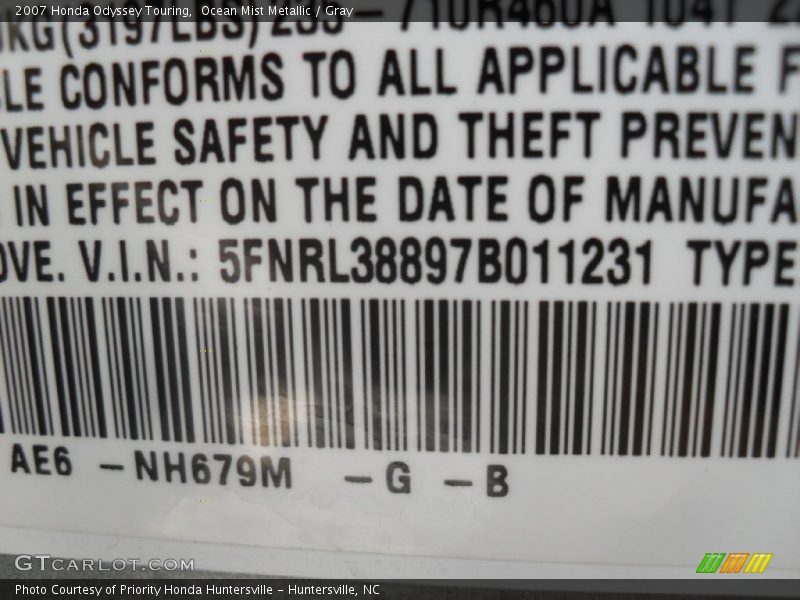 2007 Honda Odyssey Touring, Ocean Mist Metallic / Gray
CONFORMS TO ALL APPLICABLE
VEHICLE SAFETY AND THEFT PREVEN
IN EFFECT ON THE DATE OF MANUFA
OVE. V.I.N.: 5FNRL38897B011231 TYPE
AE6 -NH679M -G -B
GTCARLOT.COM
Photo Courtesy of Priority Honda Huntersville - Huntersville, NC